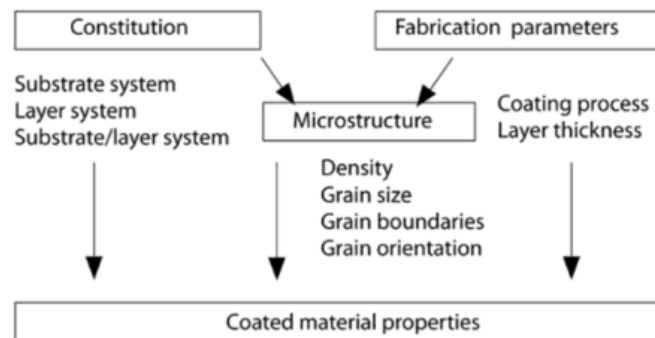 Constitution
Fabrication parameters
Substrate system
Layer system
Substrate/layer system
Microstructure
Coating process
Layer thickness
Density
Grain size
Grain boundaries
Grain orientation
Coated material properties